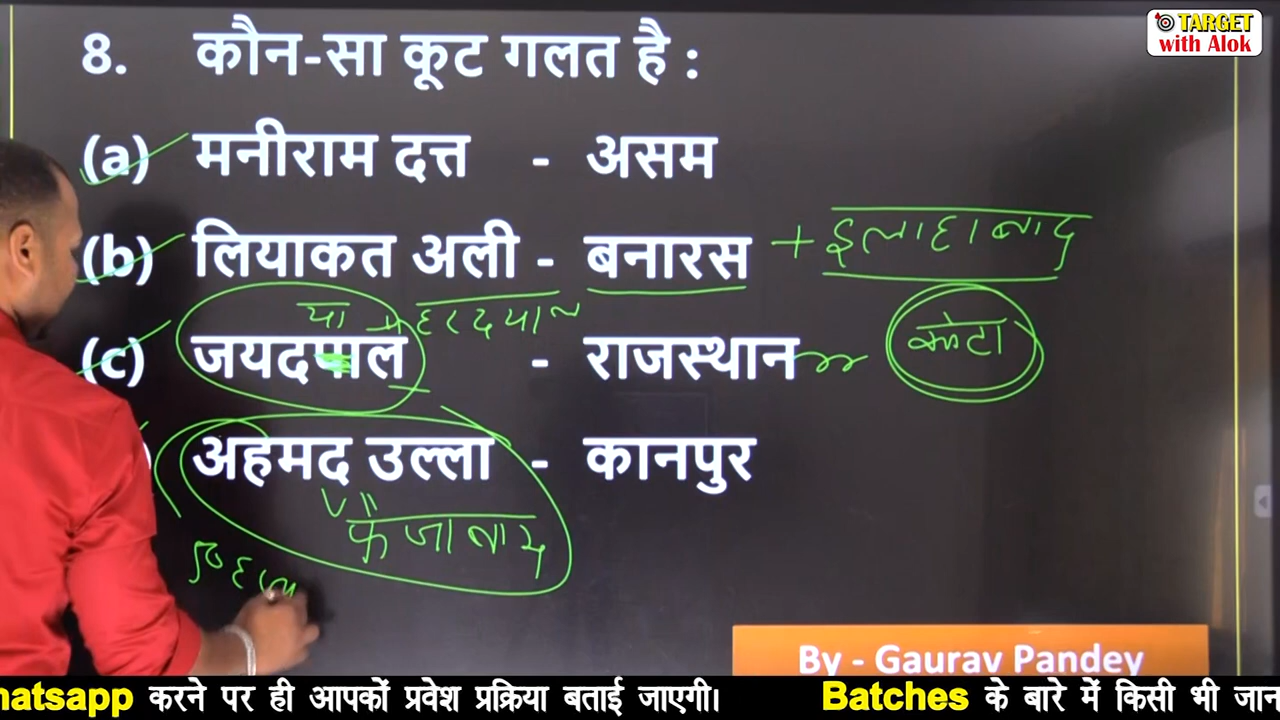 TARGET
with Alok
8. कौन-सा कूट गलत है :
(a) मनीराम दत्त - असम
(b) लियाकत अली - बनारस + इलाहाबाद
या हरदयाल
(c) जयदपाल - राजस्थान कोटा
अहमद उल्ला - कानपुर
फैजाबाद
By - Gaurav Pandey
hatsapp करने पर ही आपकों प्रवेश प्रक्रिया बताई जाएगी। Batches के बारे में किसी भी जान